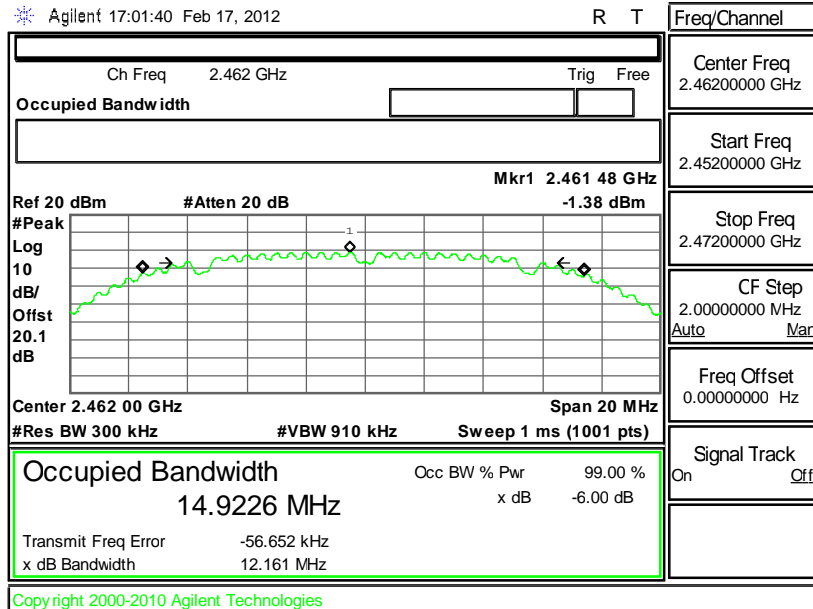 Agilent 17:01:40 Feb 17, 2012 R T
Ch Freq 2.462 GHz Trig Free
Occupied Bandwidth
Mkr1 2.461 48 GHz
Ref 20 dBm #Atten 20 dB -1.38 dBm
#Peak
Log
10
dB/
Offst
20.1
dB
1
Center 2.462 00 GHz Span 20 MHz
#Res BW 300 kHz #VBW 910 kHz Sweep 1 ms (1001 pts)
Occupied Bandwidth
14.9226 MHz
Occ BW % Pwr 99.00 %
x dB -6.00 dB
Transmit Freq Error -56.652 kHz
x dB Bandwidth 12.161 MHz
Copyright 2000-2010 Agilent Technologies
Freq/Channel
Center Freq
2.46200000 GHz
Start Freq
2.45200000 GHz
Stop Freq
2.47200000 GHz
CF Step
2.00000000 MHz
Auto Man
Freq Offset
0.00000000 Hz
Signal Track
On Off